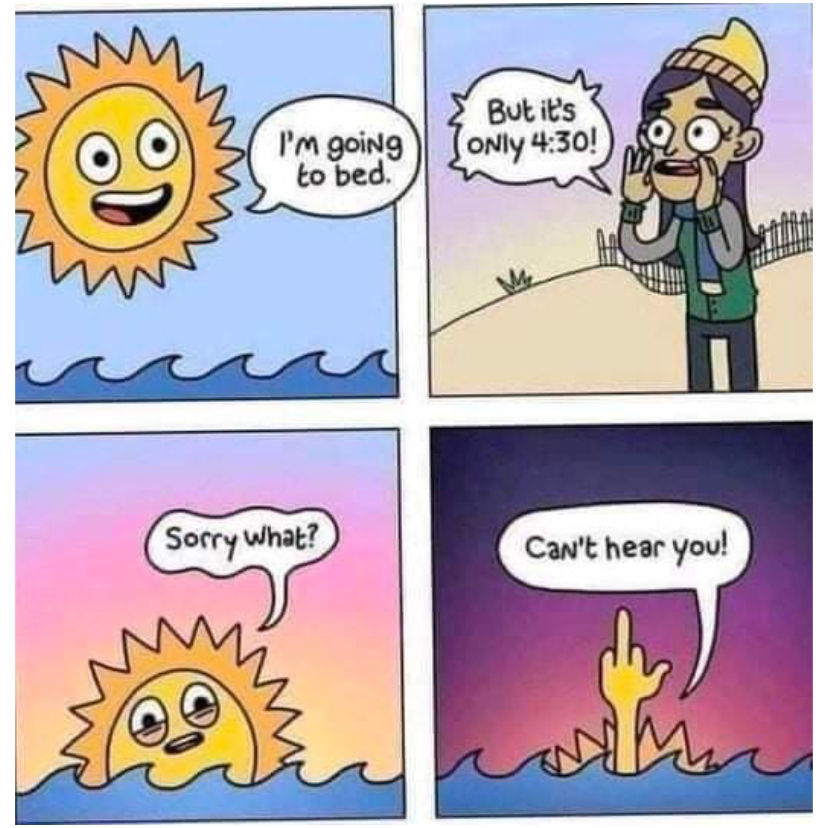 I'm going
to bed.
But it's
only 4:30!
Sorry what?
Can't hear you!